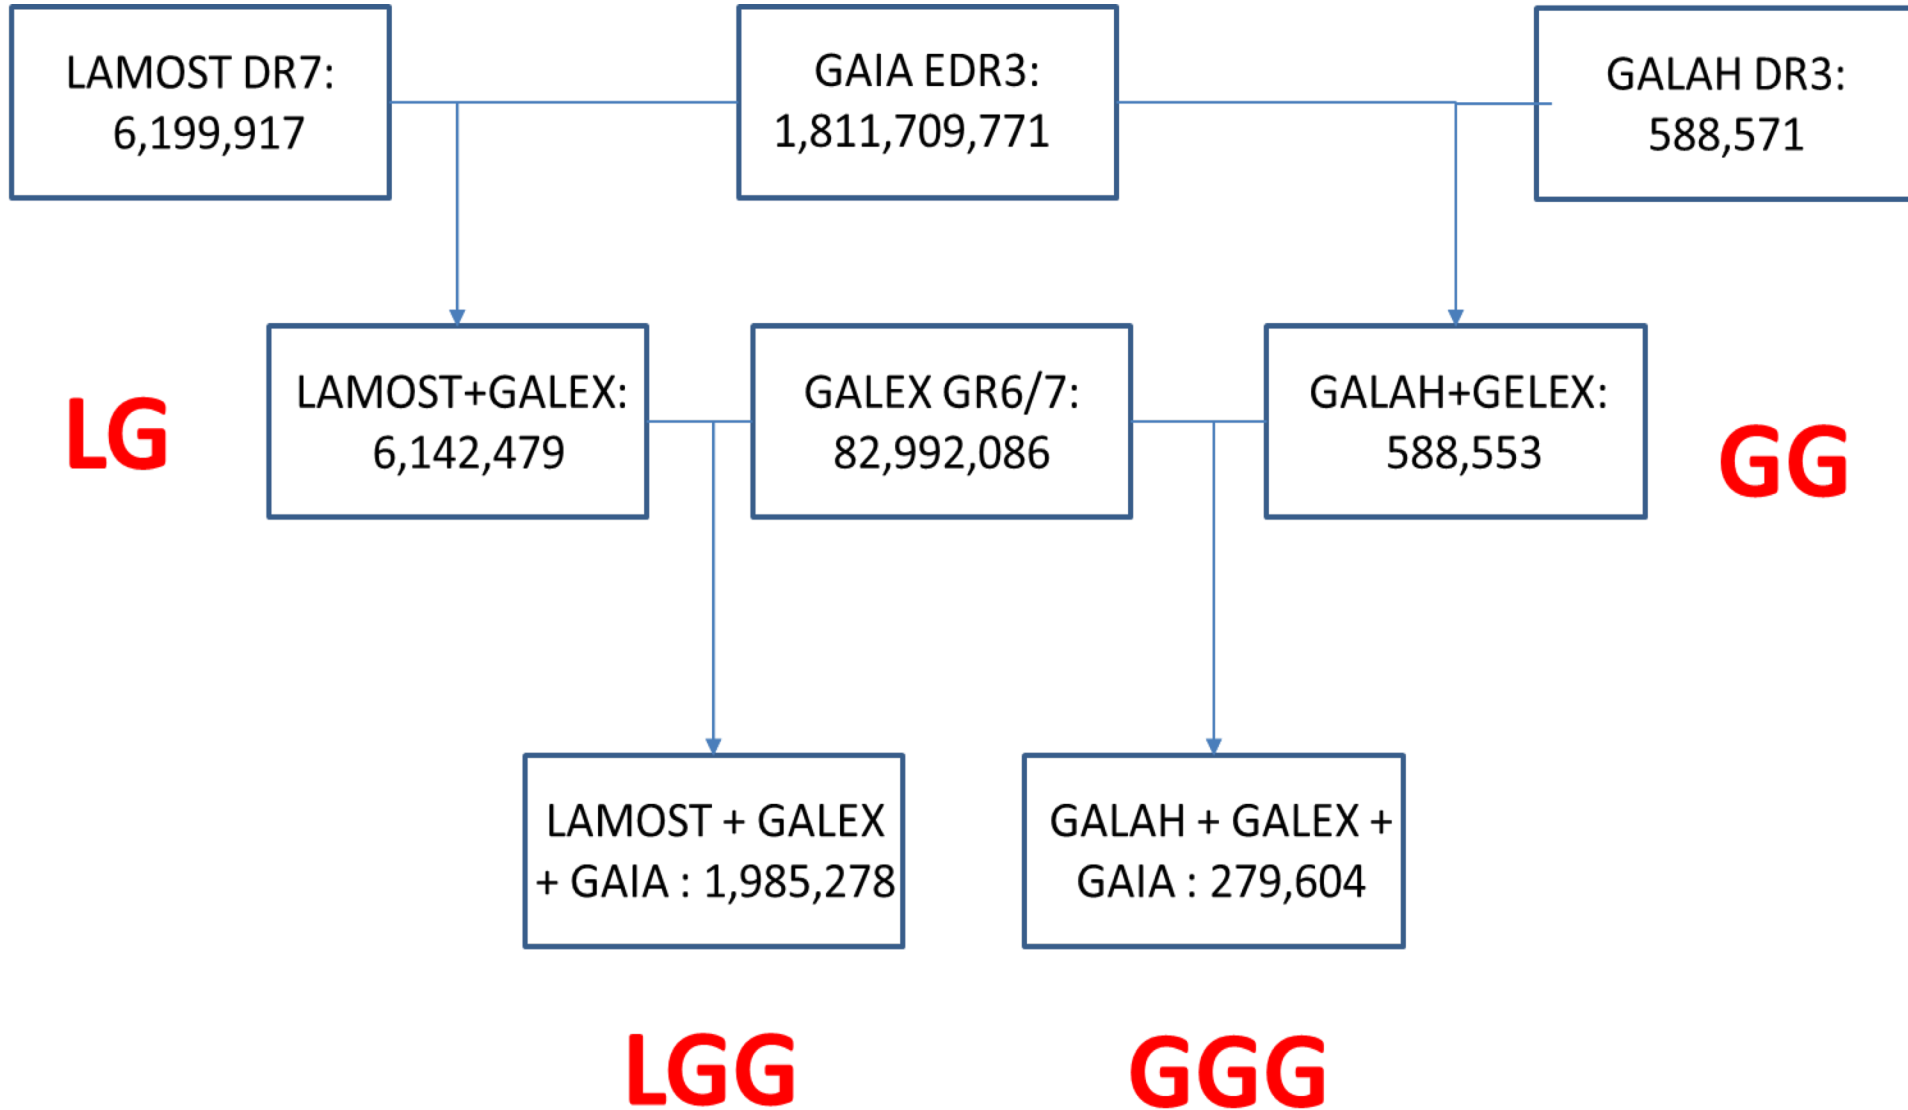 LAMOST DR7:
6,199,917
GAIA EDR3:
1,811,709,771
GALAH DR3:
588,571
LG
LAMOST+GALEX:
6,142,479
GALEX GR6/7:
82,992,086
GALAH+GELEX:
588,553
GG
LAMOST + GALEX
+ GAIA : 1,985,278
GALAH + GALEX +
GAIA : 279,604
LGG
GGG